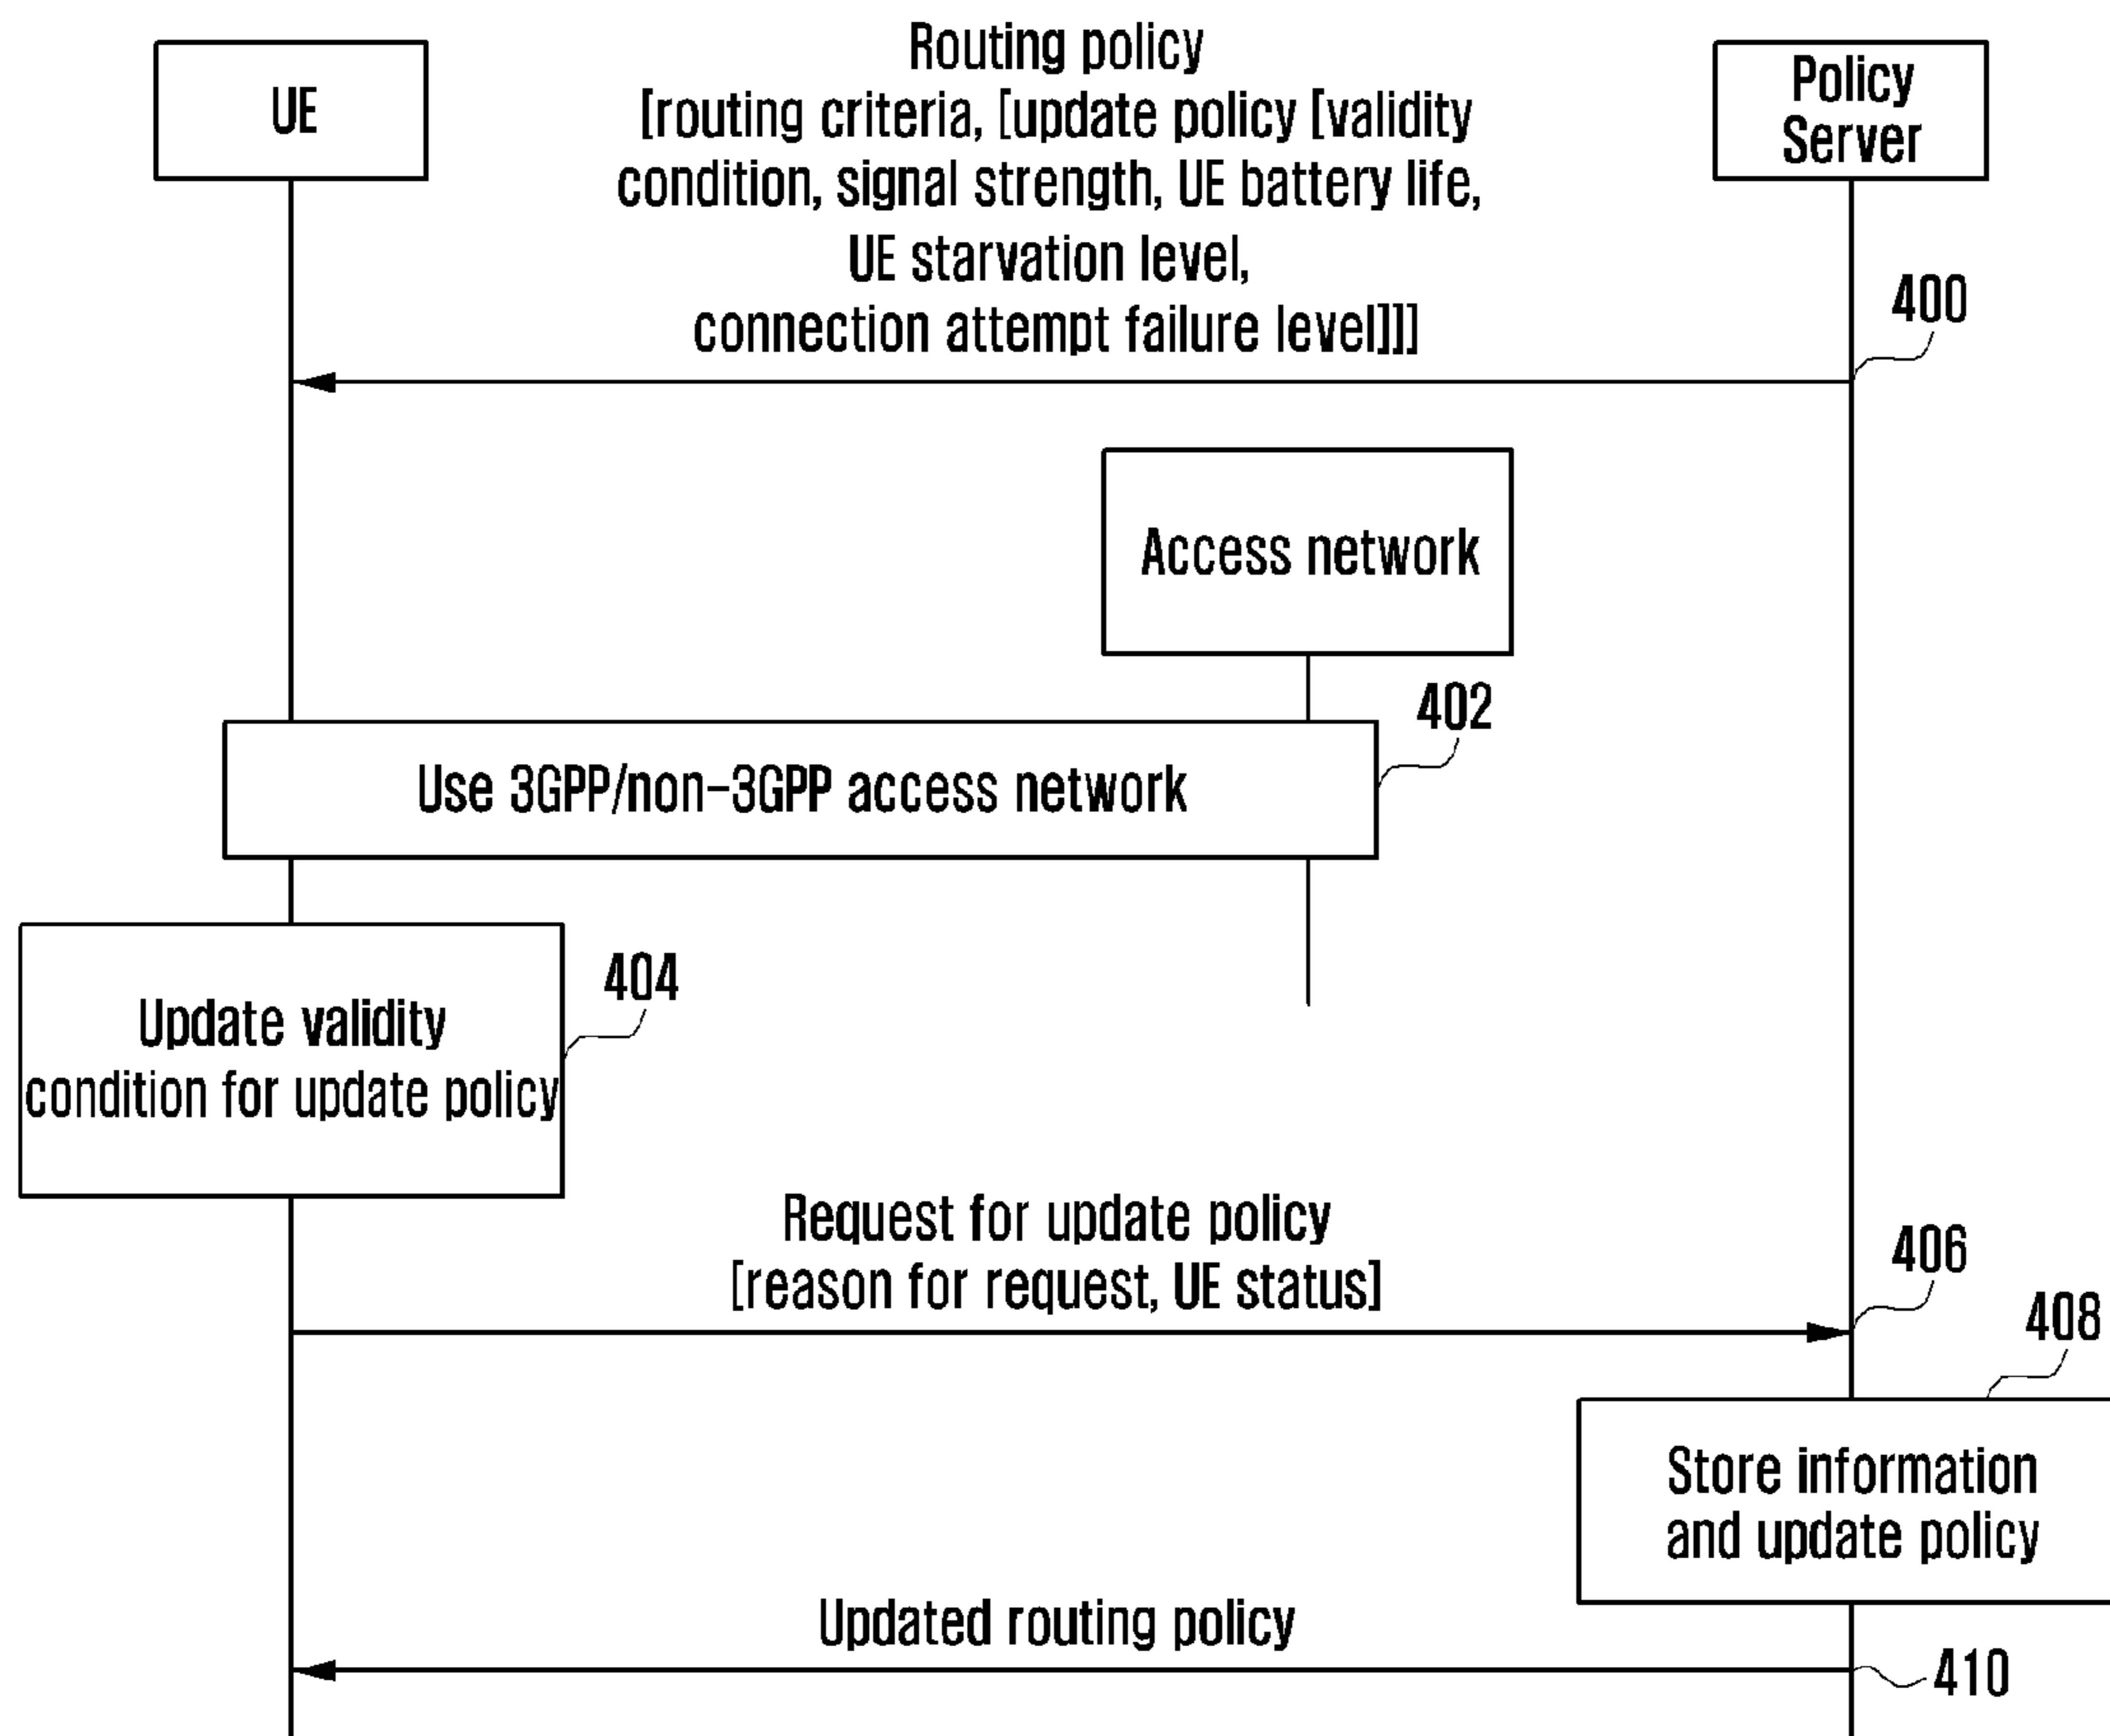 UE
Routing policy
[routing criteria, [update policy [validity
condition, signal strength, UE battery life,
UE starvation level,
connection attempt failure level]]]
Policy
Server
400
Access network
402
Use 3GPP/non-3GPP access network
404
Update validity
condition for update policy
Request for update policy
[reason for request, UE status]
406
408
Store information
and update policy
Updated routing policy
410